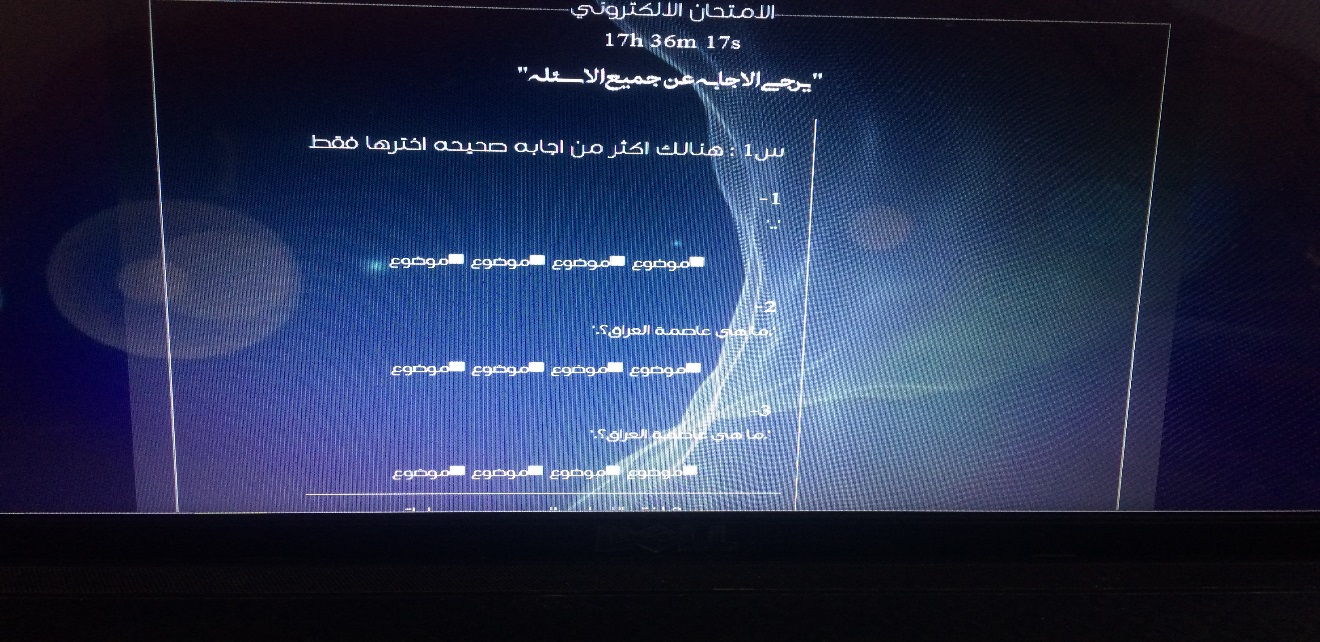 الامتحان الالكتروني
17h 36m 17s
"يرجى الاجابه عن جميع الاسئله"
س1 : هنالك اكثر من اجابه صحيحه اخترها فقط
1-
'.'
موضوع موضوع موضوع موضوع
2-
'.ما هي عاصمة العراق؟.'
موضوع موضوع موضوع موضوع
3-
'.ما هي عاصمة العراق؟.'
موضوع موضوع موضوع موضوع
DELL